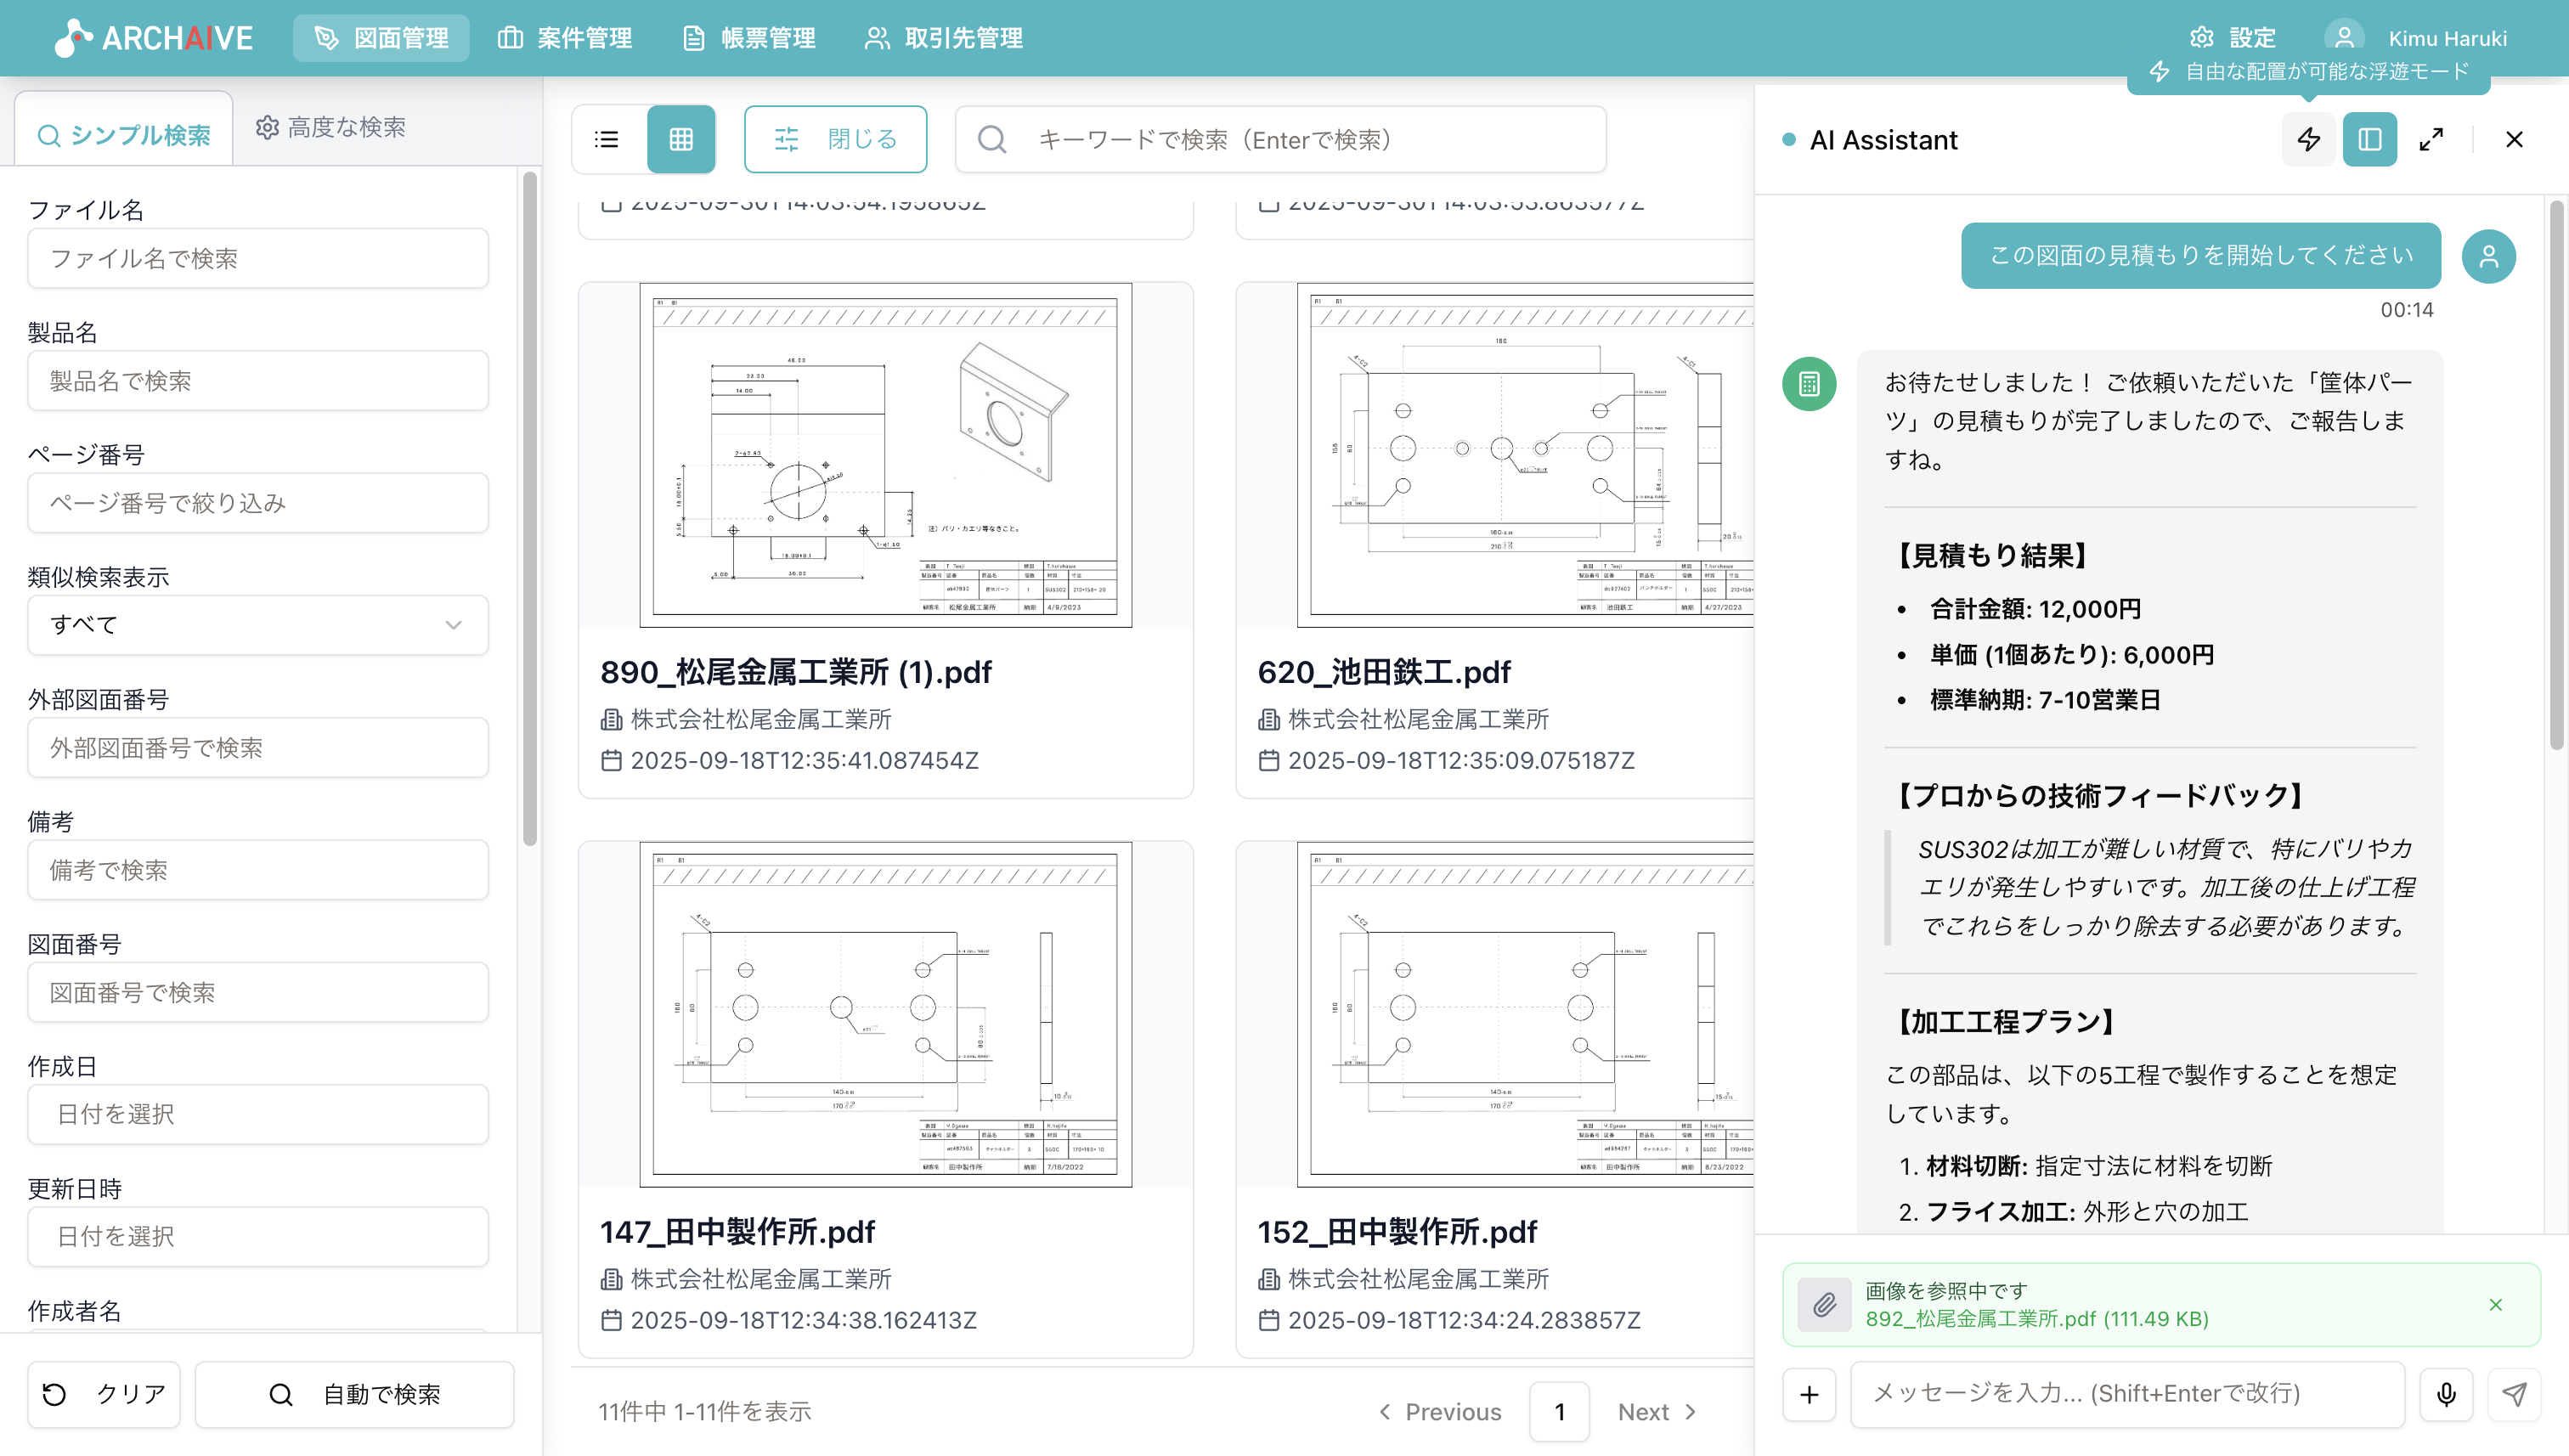 ARCHAIVE
図面管理
案件管理
帳票管理
取引先管理
設定
Kimu Haruki
自由な配置が可能な浮遊モード
シンプル検索
高度な検索
ファイル名
ファイル名で検索
製品名
製品名で検索
ページ番号
ページ番号で絞り込み
類似検索表示
すべて
外部図面番号
外部図面番号で検索
備考
備考で検索
図面番号
図面番号で検索
作成日
日付を選択
更新日時
日付を選択
作成者名
クリア
自動で検索
閉じる
キーワードで検索（Enterで検索）
2025-09-30T14:03:54.195865Z
2025-09-30T14:03:53.863577Z
注）バリ・カエリ等なきこと。
890_松尾金属工業所 (1).pdf
株式会社松尾金属工業所
2025-09-18T12:35:41.087454Z
620_池田鉄工.pdf
株式会社松尾金属工業所
2025-09-18T12:35:09.075187Z
147_田中製作所.pdf
株式会社松尾金属工業所
2025-09-18T12:34:38.162413Z
152_田中製作所.pdf
株式会社松尾金属工業所
2025-09-18T12:34:24.283857Z
11件中 1-11件を表示
Previous
1
Next
AI Assistant
この図面の見積もりを開始してください
00:14
お待たせしました！ ご依頼いただいた「筐体パー
ツ」の見積もりが完了しましたので、ご報告しま
すね。
【見積もり結果】
• 合計金額: 12,000円
• 単価 (1個あたり): 6,000円
• 標準納期: 7-10営業日
【プロからの技術フィードバック】
SUS302は加工が難しい材質で、特にバリやカ
エリが発生しやすいです。加工後の仕上げ工程
でこれらをしっかり除去する必要があります。
【加工工程プラン】
この部品は、以下の5工程で製作することを想定
しています。
1. 材料切断: 指定寸法に材料を切断
2. フライス加工: 外形と穴の加工
画像を参照中です
892_松尾金属工業所.pdf (111.49 KB)
メッセージを入力... (Shift+Enterで改行)